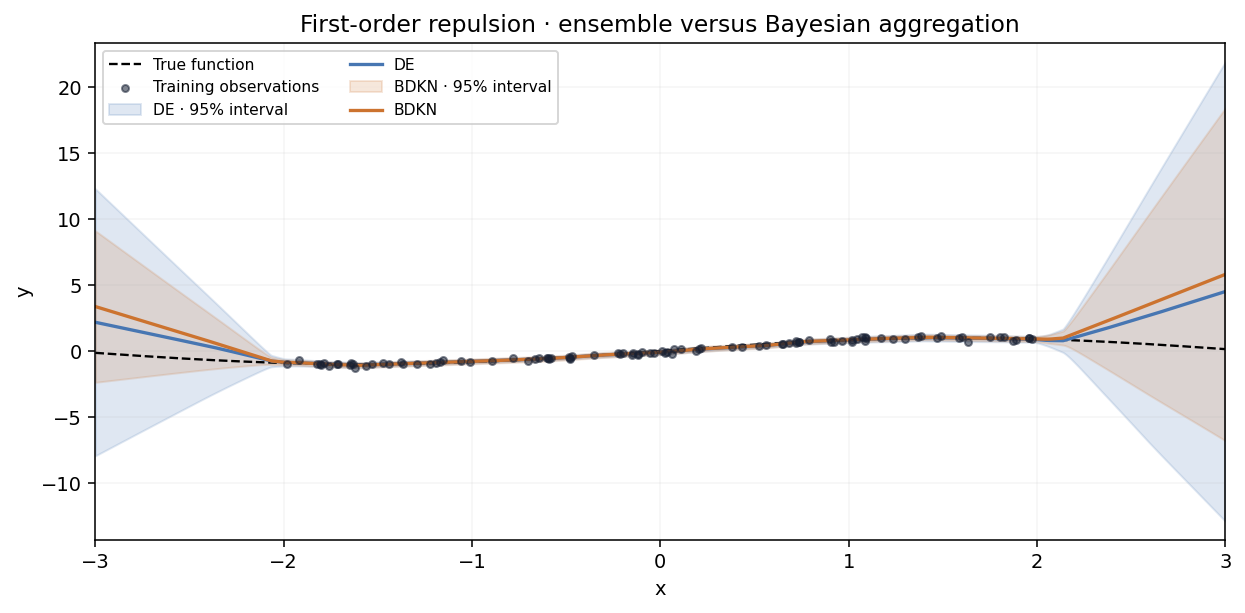 First-order repulsion · ensemble versus Bayesian aggregation
True function
Training observations
DE · 95% interval
DE
BDKN · 95% interval
BDKN
20
15
10
5
0
−5
−10
y
−3
−2
−1
0
1
2
3
x